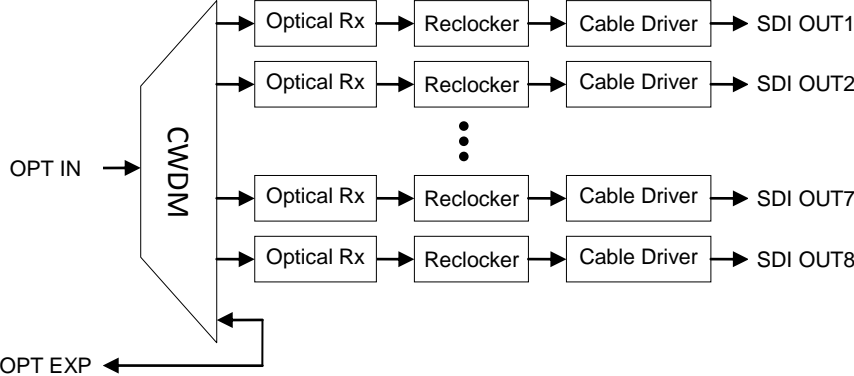 Optical Rx Reclocker Cable Driver SDI OUT1
Optical Rx Reclocker Cable Driver SDI OUT2
OPT IN
CWDM
Optical Rx Reclocker Cable Driver SDI OUT7
Optical Rx Reclocker Cable Driver SDI OUT8
OPT EXP